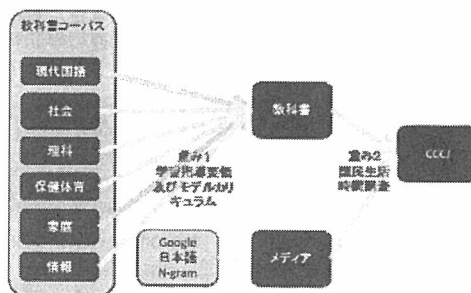 教科書コーパス
現代国語
社会
理科
保健体育
家庭
情報
重み1
学習指導要領
及びモデルカリ
キュラム
Google
日本語
N-gram
教科書
メディア
重み2
国民生活
時間調査
CCCJ